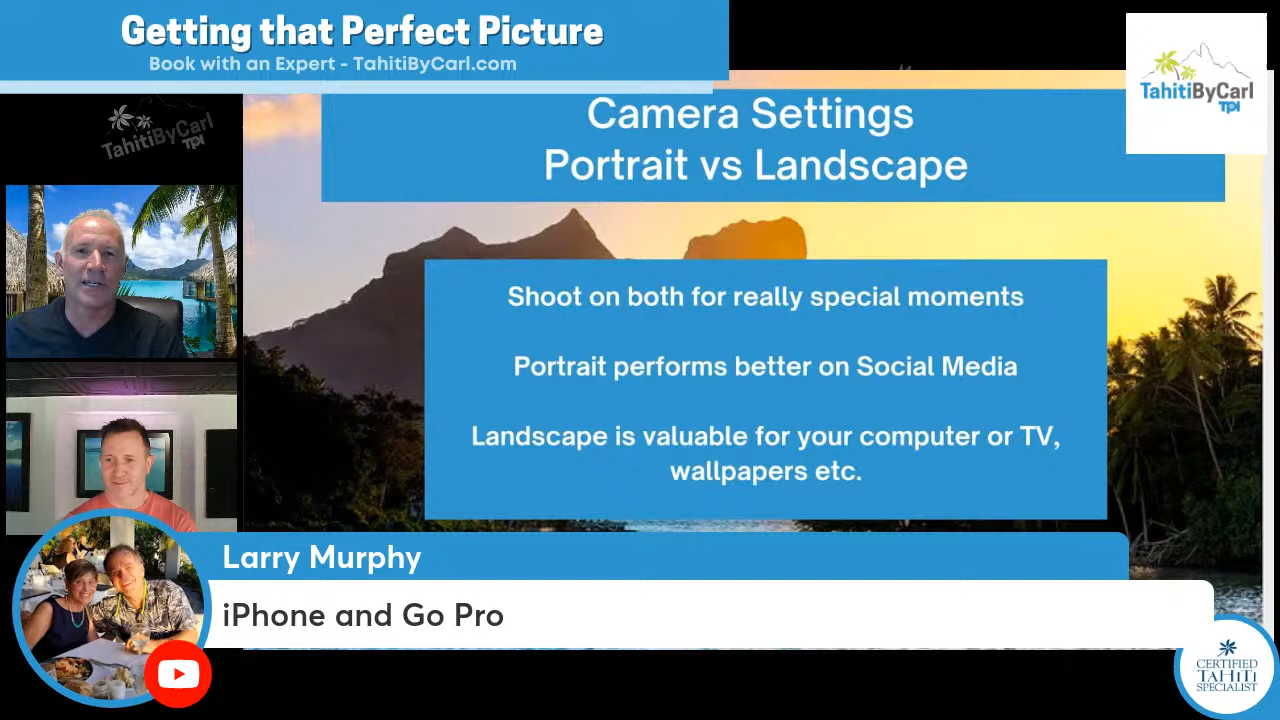 Getting that Perfect Picture
Book with an Expert - TahitiByCarl.com
TahitiByCarl
TPI
TahitiByCarl
TPI
Camera Settings
Portrait vs Landscape
Shoot on both for really special moments
Portrait performs better on Social Media
Landscape is valuable for your computer or TV,
wallpapers etc.
Larry Murphy
iPhone and Go Pro
CERTIFIED
TAHITI
SPECIALIST